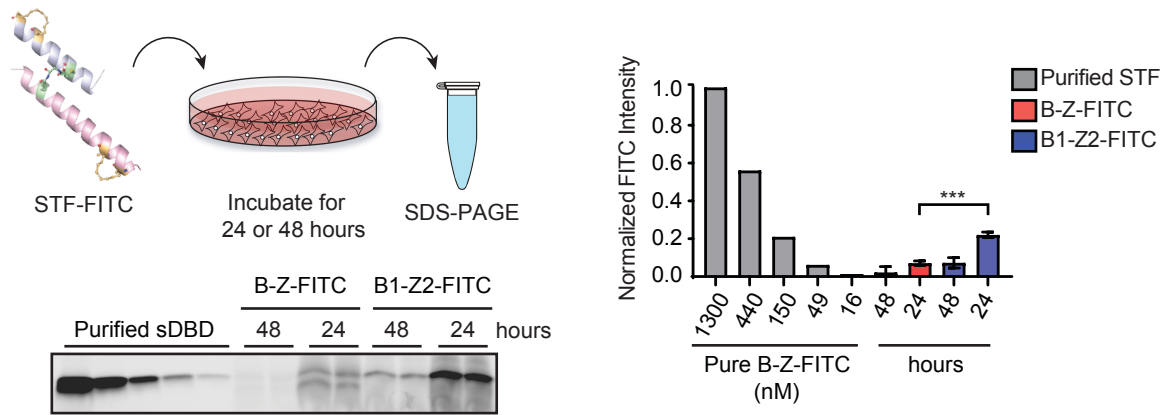 STF-FITC
Incubate for
24 or 48 hours
SDS-PAGE
B-Z-FITC B1-Z2-FITC
Purified sDBD 48 24 48 24 hours
Normalized FITC Intensity
1.0
0.8
0.6
0.4
0.2
0.0
***
Purified STF
B-Z-FITC
B1-Z2-FITC
1300 440 150 49 16 48 24 48 24
Pure B-Z-FITC hours
(nM)